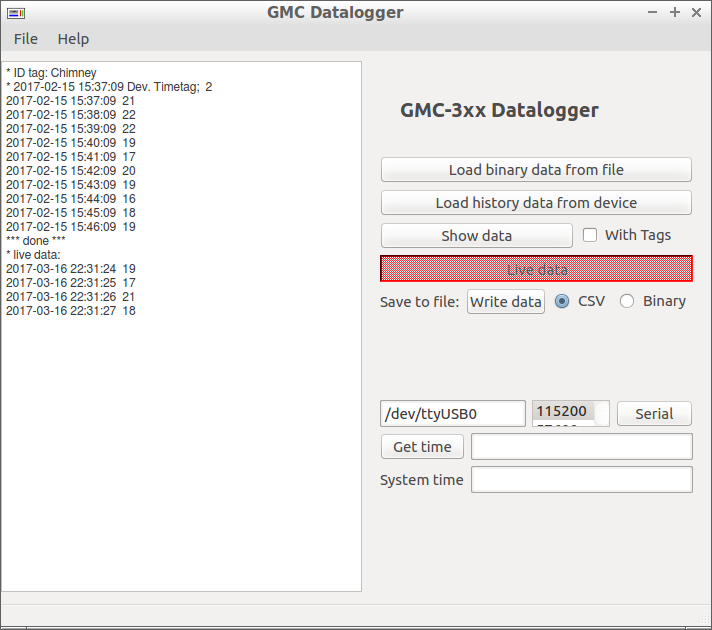 GMC Datalogger
File Help
* ID tag: Chimney
* 2017-02-15 15:37:09 Dev. Timetag; 2
2017-02-15 15:37:09 21
2017-02-15 15:38:09 22
2017-02-15 15:39:09 22
2017-02-15 15:40:09 19
2017-02-15 15:41:09 17
2017-02-15 15:42:09 20
2017-02-15 15:43:09 19
2017-02-15 15:44:09 16
2017-02-15 15:45:09 18
2017-02-15 15:46:09 19
*** done ***
* live data:
2017-03-16 22:31:24 19
2017-03-16 22:31:25 17
2017-03-16 22:31:26 21
2017-03-16 22:31:27 18
GMC-3xx Datalogger
Load binary data from file
Load history data from device
Show data With Tags
Live data
Save to file: Write data CSV Binary
/dev/ttyUSB0 115200 Serial
Get time
System time